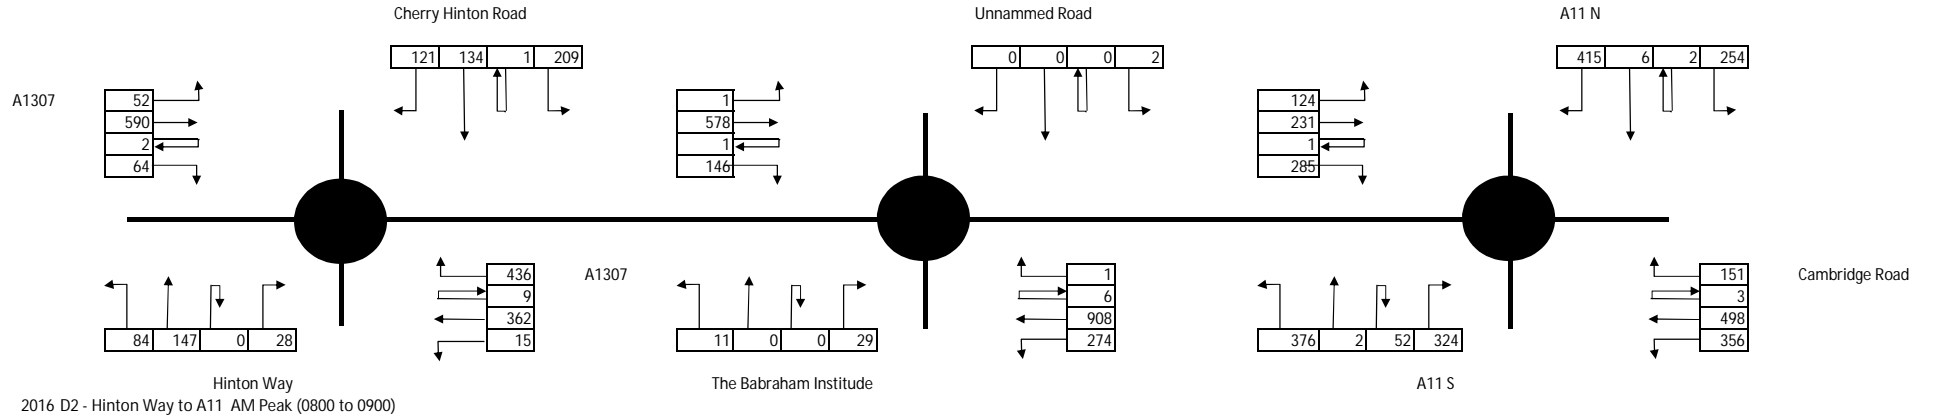 Cherry Hinton Road Unnammed Road A11 N
121 134 1 209 0 0 0 2 415 6 2 254
A1307 52 1 124
590 578 231
2 1 1
64 146 285
436 A1307 1 151 Cambridge Road
9 6 3
362 908 498
84 147 0 28 15 11 0 0 29 274 376 2 52 324 356
Hinton Way The Babraham Institude A11 S
2016 D2 - Hinton Way to A11 AM Peak (0800 to 0900)